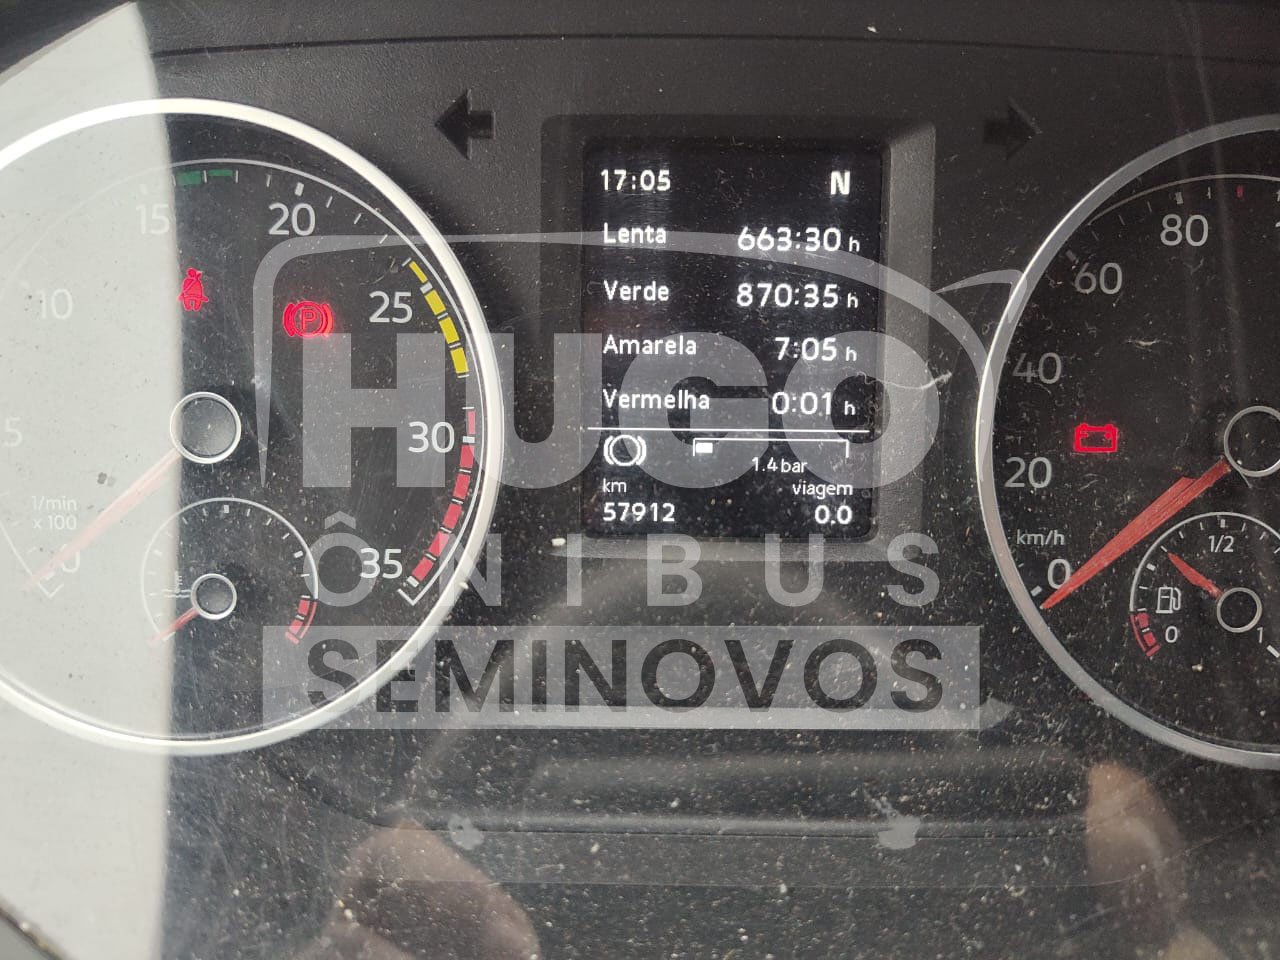 17:05 N
Lenta 663:30 h
Verde 870:35 h
Amarela 7:05 h
Vermelha 0:01 h
1.4 bar
km viagem
57912 0.0
5
10
15
20
25
30
35
0
1/min
x 100
P
80
60
40
20
0
km/h
1/2
0
1
HUGO
ÔNIBUS
SEMINOVOS